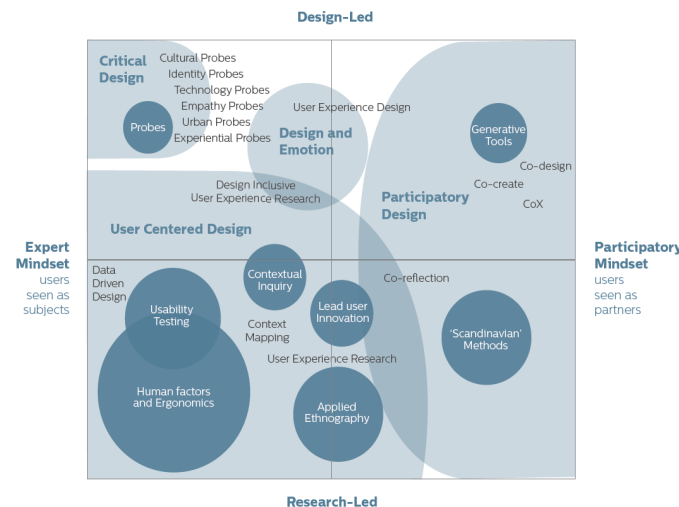 Design-Led
Critical
Design
Cultural Probes
Identity Probes
Technology Probes
Empathy Probes
Urban Probes
Experiential Probes
Probes
User Experience Design
Design and
Emotion
Generative
Tools
Co-design
Co-create
CoX
Participatory
Design
Design Inclusive
User Experience Research
User Centered Design
Expert
Mindset
users
seen as
subjects
Participatory
Mindset
users
seen as
partners
Data
Driven
Design
Contextual
Inquiry
Co-reflection
Usability
Testing
Lead user
Innovation
Context
Mapping
'Scandinavian'
Methods
User Experience Research
Human factors
and Ergonomics
Applied
Ethnography
Research-Led